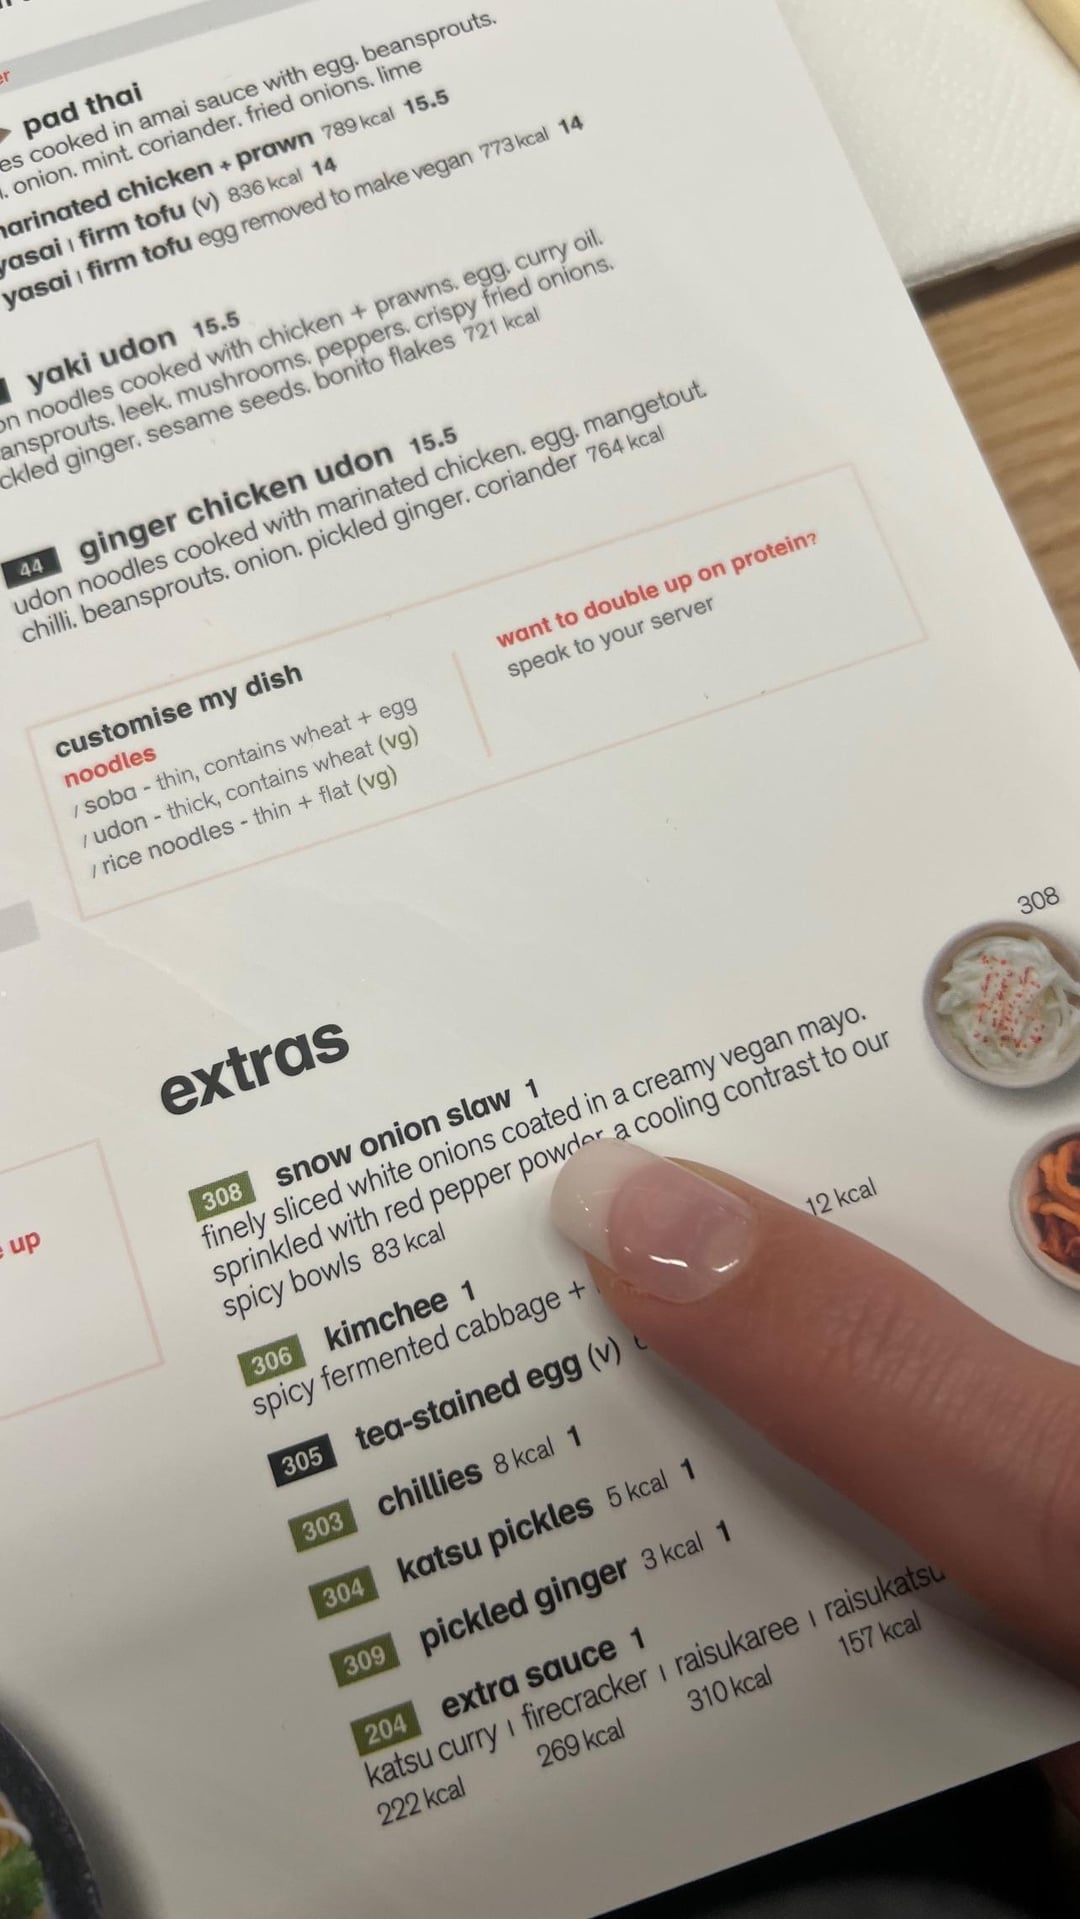 er
pad thai
es cooked in amai sauce with egg. beansprouts.
onion. mint. coriander. fried onions. lime
marinated chicken + prawn 789 kcal 15.5
yasai | firm tofu (v) 836 kcal 14
yasai | firm tofu egg removed to make vegan 773 kcal 14
yaki udon 15.5
on noodles cooked with chicken + prawns. egg. curry oil.
ansprouts. leek. mushrooms. peppers. crispy fried onions.
ckled ginger. sesame seeds. bonito flakes 721 kcal
44 ginger chicken udon 15.5
udon noodles cooked with marinated chicken. egg. mangetout.
chilli. beansprouts. onion. pickled ginger. coriander 764 kcal
customise my dish
noodles
/ soba - thin, contains wheat + egg
/ udon - thick, contains wheat (vg)
/ rice noodles - thin + flat (vg)
want to double up on protein?
speak to your server
308
extras
308 snow onion slaw 1
finely sliced white onions coated in a creamy vegan mayo.
sprinkled with red pepper powder. a cooling contrast to our
spicy bowls 83 kcal
306 kimchee 1
spicy fermented cabbage + 12 kcal
305 tea-stained egg (v)
303 chillies 8 kcal 1
304 katsu pickles 5 kcal 1
309 pickled ginger 3 kcal 1
204 extra sauce 1
katsu curry | firecracker | raisukaree | raisukatsu
222 kcal 269 kcal 310 kcal 157 kcal
up